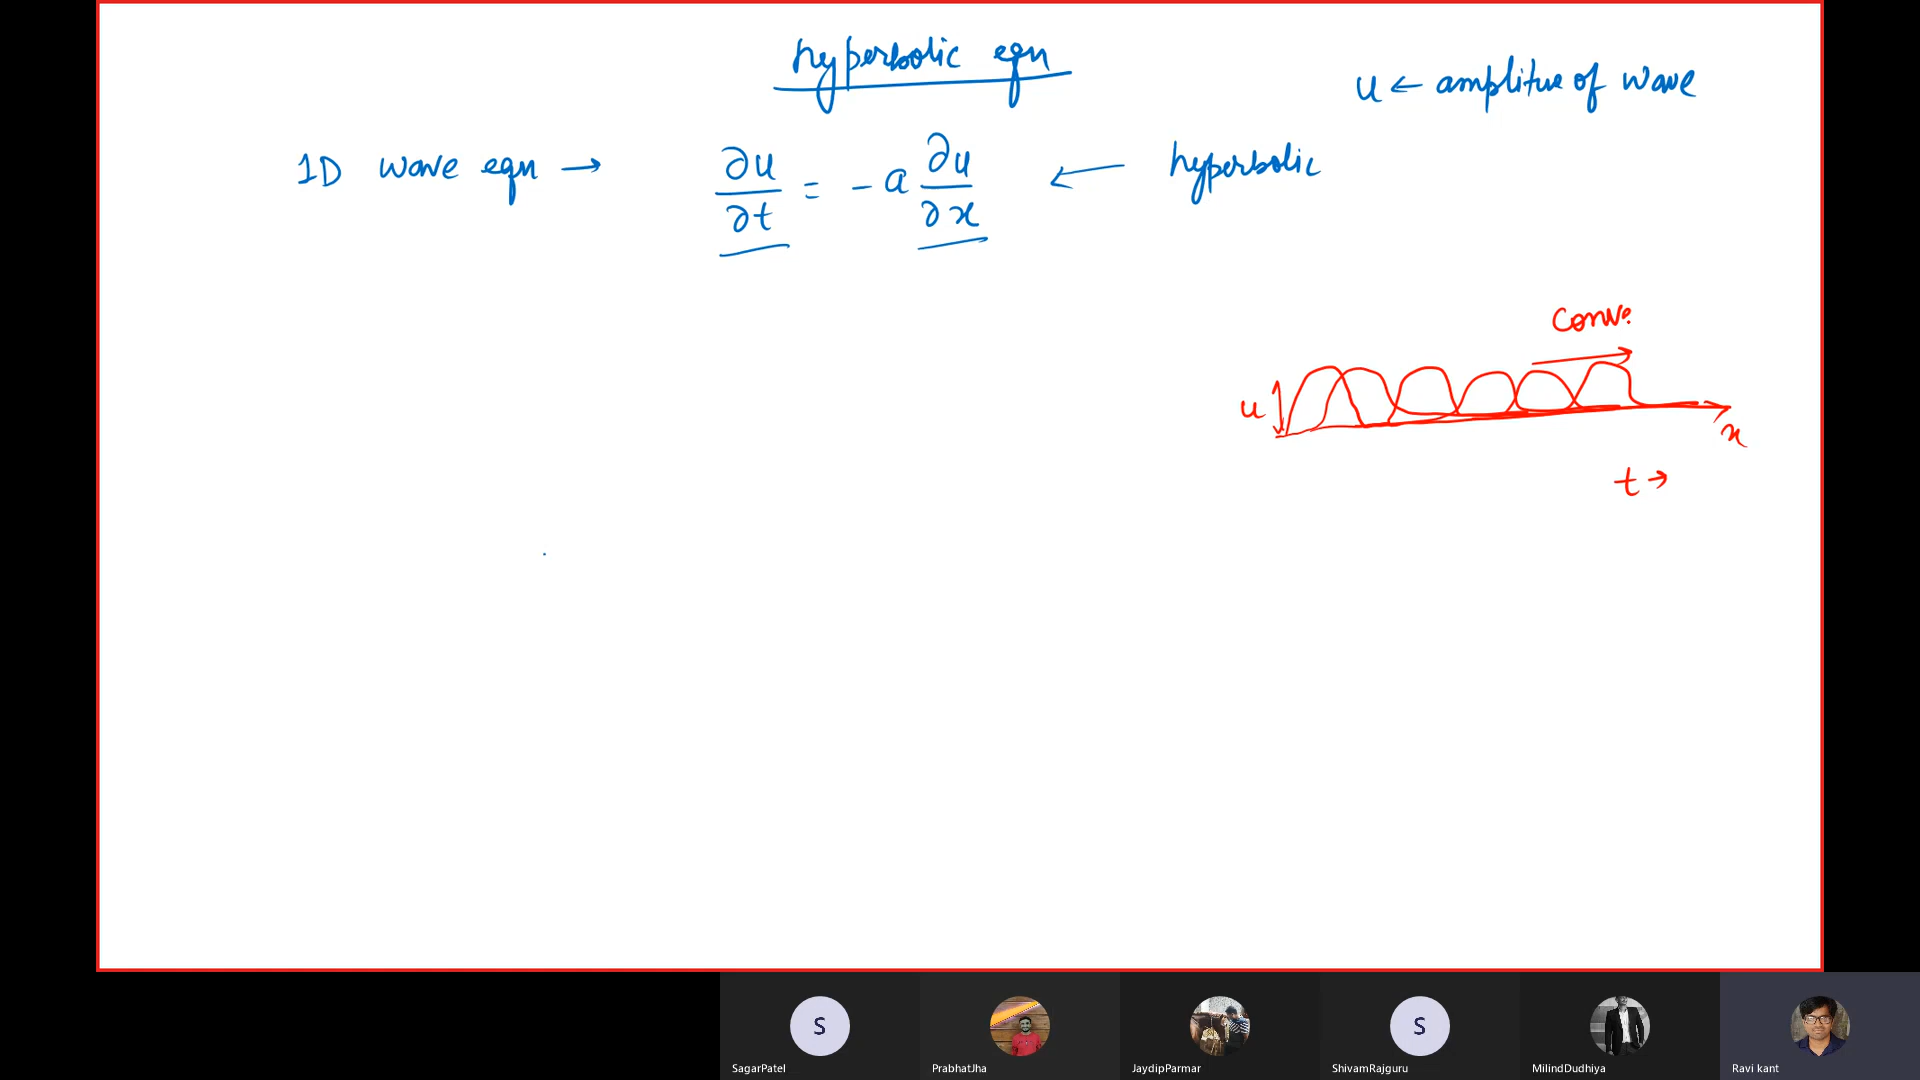 hyperbolic eqn
u ← amplitue of wave
1D wave eqn → ∂u/∂t = - a ∂u/∂x ← hyperbolic
Conve.
u
x
t →
S
S
SagarPatel
PrabhatJha
JaydipParmar
ShivamRajguru
MilindDudhiya
Ravi kant